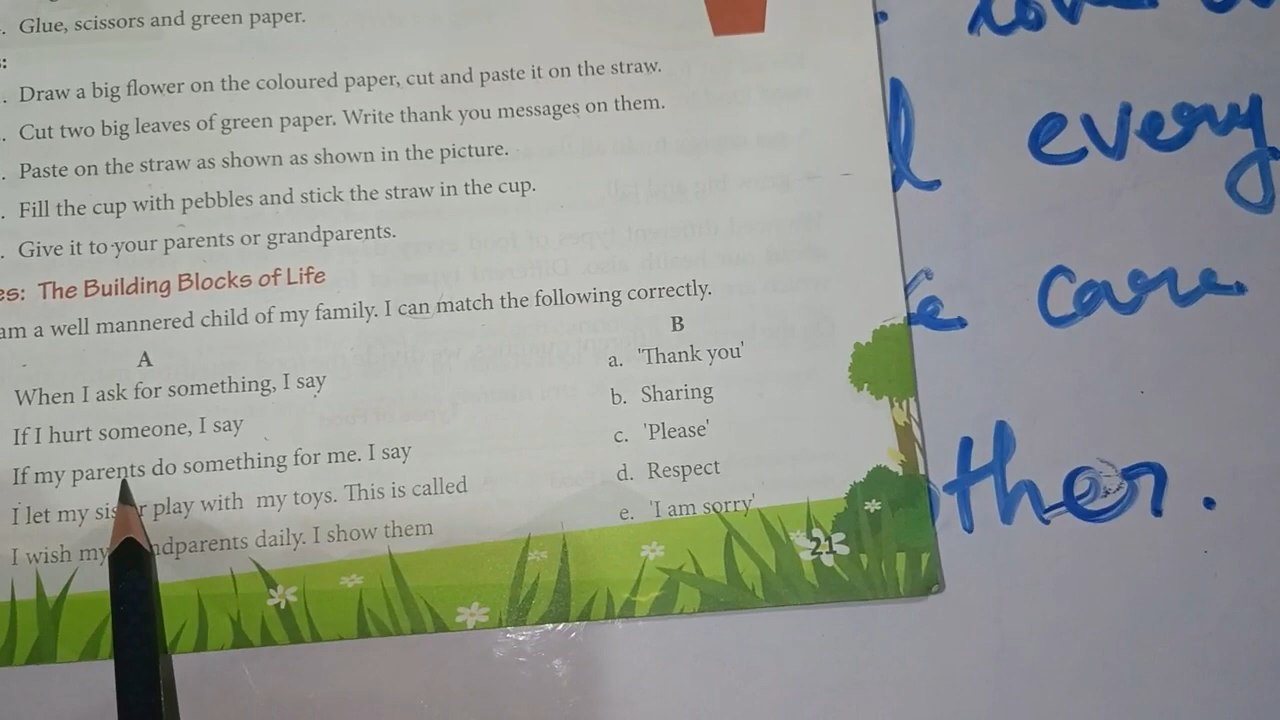 . Glue, scissors and green paper.
s:
. Draw a big flower on the coloured paper, cut and paste it on the straw.
. Cut two big leaves of green paper. Write thank you messages on them.
. Paste on the straw as shown as shown in the picture.
. Fill the cup with pebbles and stick the straw in the cup.
. Give it to your parents or grandparents.
es: The Building Blocks of Life
am a well mannered child of my family. I can match the following correctly.
A
When I ask for something, I say
If I hurt someone, I say
If my parents do something for me. I say
I let my sis r play with my toys. This is called
I wish my ndparents daily. I show them
B
a. 'Thank you'
b. Sharing
c. 'Please'
d. Respect
e. 'I am sorry'
21
every
care
ther.